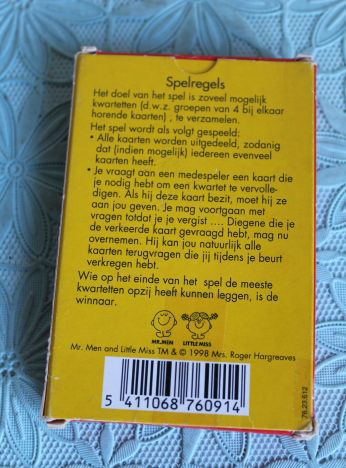 Spelregels
Het doel van het spel is zoveel mogelijk
kwartetten (d.w.z. groepen van 4 bij elkaar
horende kaarten) , te verzamelen.
Het spel wordt als volgt gespeeld:
• Alle kaarten worden uitgedeeld, zodanig
dat (indien mogelijk) iedereen evenveel
kaarten heeft.
• Je vraagt aan een medespeler een kaart die
je nodig hebt om een kwartet te vervolle-
digen. Als hij deze kaart bezit, moet hij ze
aan jou geven. Je mag voortgaan met
vragen totdat je je vergist .... Diegene die je
de verkeerde kaart gevraagd hebt, mag nu
overnemen. Hij kan jou natuurlijk alle
kaarten terugvragen die jij tijdens je beurt
verkregen hebt.
Wie op het einde van het spel de meeste
kwartetten opzij heeft kunnen leggen, is de
winnaar.
MR.MEN LITTLE MISS
Mr. Men and Little Miss TM & © 1998 Mrs. Roger Hargreaves
5 411068 760914
76.23.612